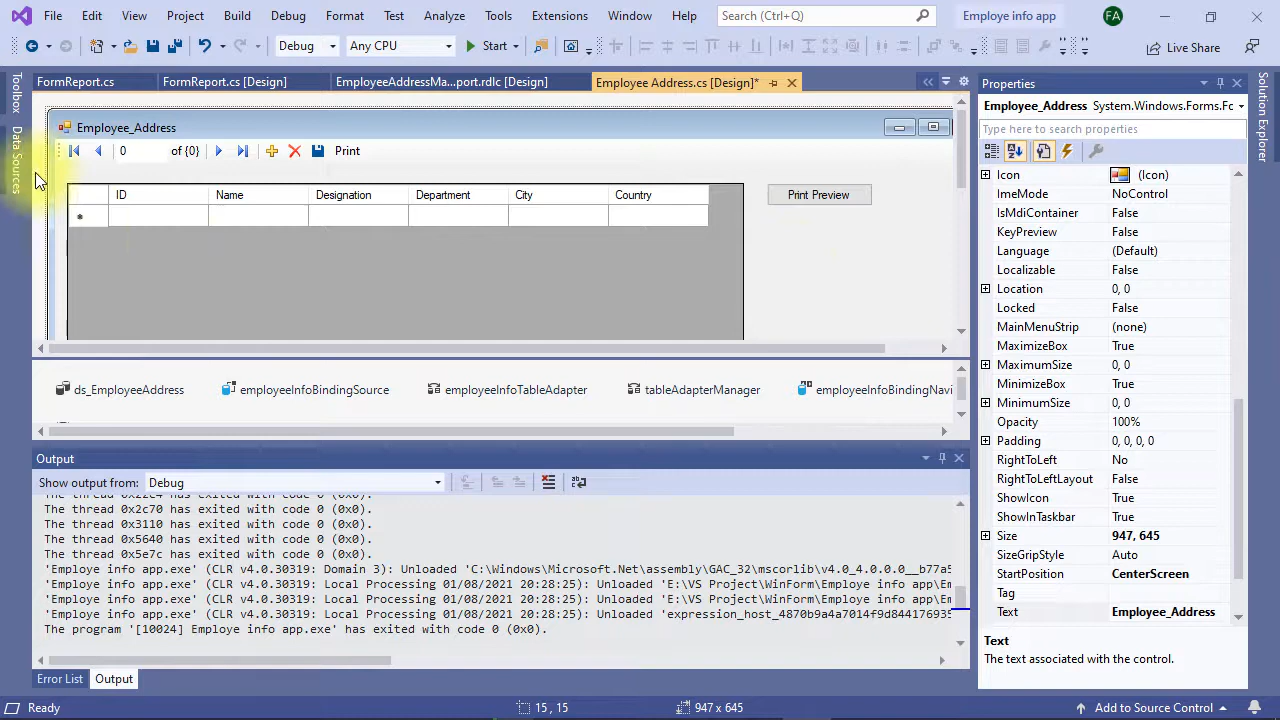 File Edit View Project Build Debug Format Test Analyze Tools Extensions Window Help Search (Ctrl+Q) Employe info app FA
Debug Any CPU Start Live Share
FormReport.cs FormReport.cs [Design] EmployeeAddressMa...port.rdlc [Design] Employee Address.cs [Design]*
Toolbox
Data Sources
Employee_Address
0 of {0} Print
ID Name Designation Department City Country
*
Print Preview
ds_EmployeeAddress employeeInfoBindingSource employeeInfoTableAdapter tableAdapterManager employeeInfoBindingNavi
Output
Show output from: Debug
The thread 0x22c4 has exited with code 0 (0x0).
The thread 0x2c70 has exited with code 0 (0x0).
The thread 0x3110 has exited with code 0 (0x0).
The thread 0x5640 has exited with code 0 (0x0).
The thread 0x5e7c has exited with code 0 (0x0).
'Employe info app.exe' (CLR v4.0.30319: Domain 3): Unloaded 'C:\Windows\Microsoft.Net\assembly\GAC_32\mscorlib\v4.0_4.0.0.0__b77a5
'Employe info app.exe' (CLR v4.0.30319: Local Processing 01/08/2021 20:28:25): Unloaded 'E:\VS Project\WinForm\Employe info app\Em
'Employe info app.exe' (CLR v4.0.30319: Local Processing 01/08/2021 20:28:25): Unloaded 'E:\VS Project\WinForm\Employe info app\Em
'Employe info app.exe' (CLR v4.0.30319: Local Processing 01/08/2021 20:28:25): Unloaded 'expression_host_4870b9a4a7014f9d84417e935
The program '[10024] Employe info app.exe' has exited with code 0 (0x0).
Error List Output
Properties
Employee_Address System.Windows.Forms.Fc
Type here to search properties
Icon (Icon)
ImeMode NoControl
IsMdiContainer False
KeyPreview False
Language (Default)
Localizable False
Location 0, 0
Locked False
MainMenuStrip (none)
MaximizeBox True
MaximumSize 0, 0
MinimizeBox True
MinimumSize 0, 0
Opacity 100%
Padding 0, 0, 0, 0
RightToLeft No
RightToLeftLayout False
ShowIcon True
ShowInTaskbar True
Size 947, 645
SizeGripStyle Auto
StartPosition CenterScreen
Tag
Text Employee_Address
Text
The text associated with the control.
Solution Explorer
Ready 15 , 15 947 x 645 Add to Source Control